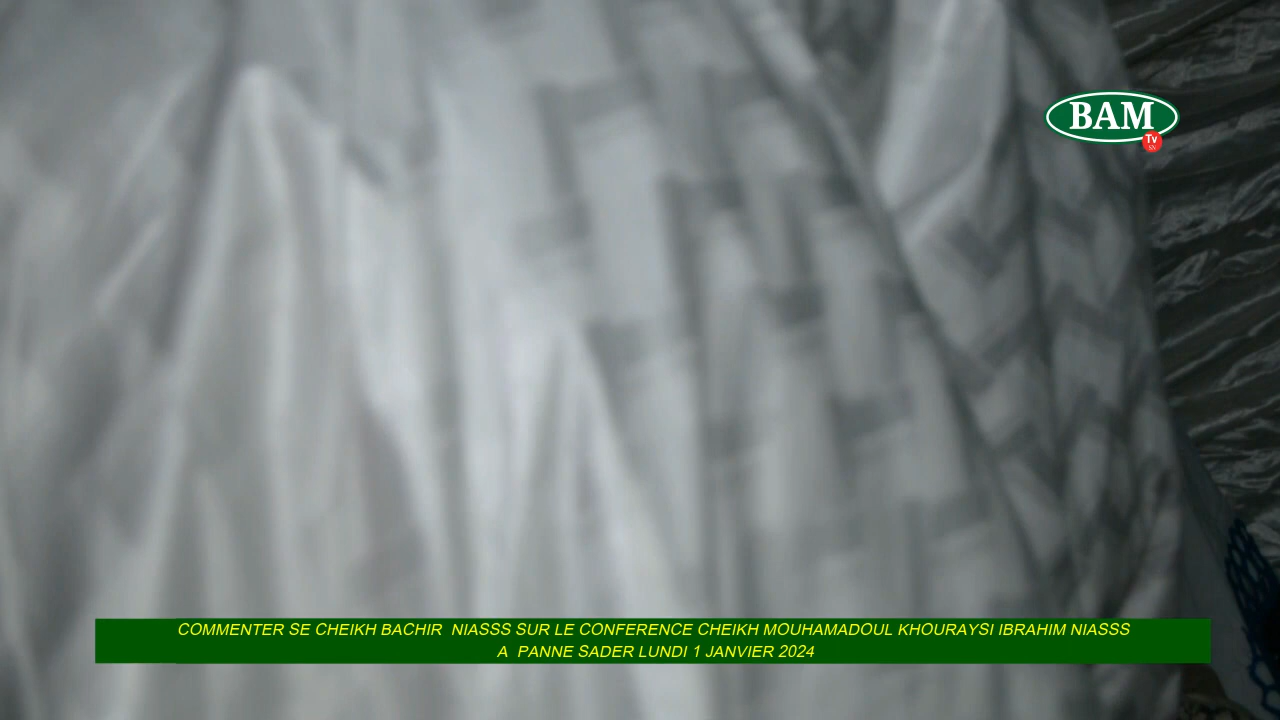 BAM
Tv
SN
COMMENTER SE CHEIKH BACHIR NIASSS SUR LE CONFERENCE CHEIKH MOUHAMADOUL KHOURAYSI IBRAHIM NIASSS
A PANNE SADER LUNDI 1 JANVIER 2024